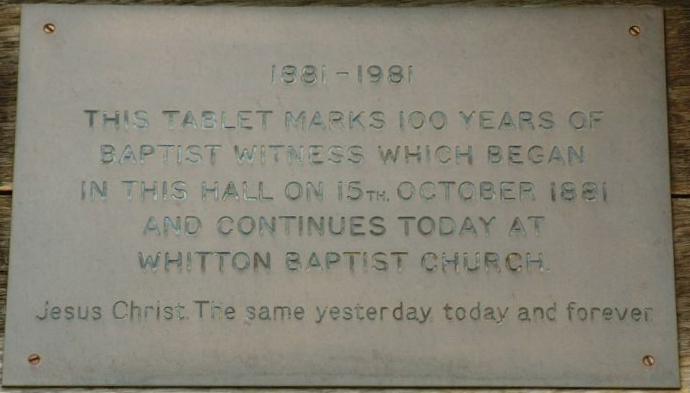 1881 - 1981
THIS TABLET MARKS 100 YEARS OF
BAPTIST WITNESS WHICH BEGAN
IN THIS HALL ON 15TH. OCTOBER 1881
AND CONTINUES TODAY AT
WHITTON BAPTIST CHURCH.
Jesus Christ. The same yesterday, today and forever.